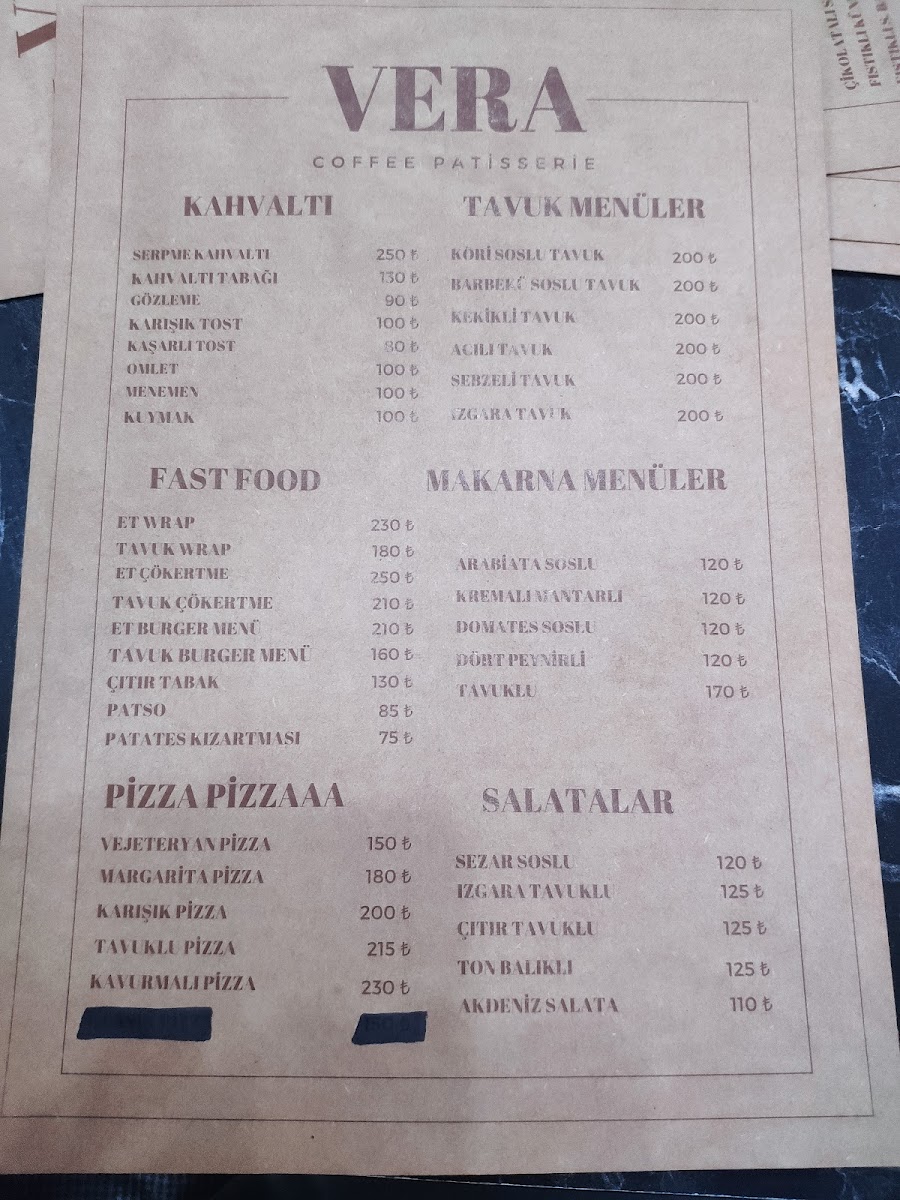 VERA
COFFEE PATİSSERİE
KAHVALTI
SERPME KAHVALTI 250 ₺
KAHVALTI TABAĞI 130 ₺
GÖZLEME 90 ₺
KARIŞIK TOST 100 ₺
KAŞARLI TOST 80 ₺
OMLET 100 ₺
MENEMEN 100 ₺
KUYMAK 100 ₺
TAVUK MENÜLER
KÖRİ SOSLU TAVUK 200 ₺
BARBEKÜ SOSLU TAVUK 200 ₺
KEKİKLİ TAVUK 200 ₺
ACILI TAVUK 200 ₺
SEBZELİ TAVUK 200 ₺
IZGARA TAVUK 200 ₺
FAST FOOD
ET WRAP 230 ₺
TAVUK WRAP 180 ₺
ET ÇÖKERTME 250 ₺
TAVUK ÇÖKERTME 210 ₺
ET BURGER MENÜ 210 ₺
TAVUK BURGER MENÜ 160 ₺
ÇITIR TABAK 130 ₺
PATSO 85 ₺
PATATES KIZARTMASI 75 ₺
MAKARNA MENÜLER
ARABİATA SOSLU 120 ₺
KREMALI MANTARLI 120 ₺
DOMATES SOSLU 120 ₺
DÖRT PEYNİRLİ 120 ₺
TAVUKLU 170 ₺
PİZZA PİZZAAA
VEJETERYAN PİZZA 150 ₺
MARGARİTA PİZZA 180 ₺
KARIŞIK PİZZA 200 ₺
TAVUKLU PİZZA 215 ₺
KAVURMALI PİZZA 230 ₺
SALATALAR
SEZAR SOSLU 120 ₺
IZGARA TAVUKLU 125 ₺
ÇITIR TAVUKLU 125 ₺
TON BALIKLI 125 ₺
AKDENİZ SALATA 110 ₺